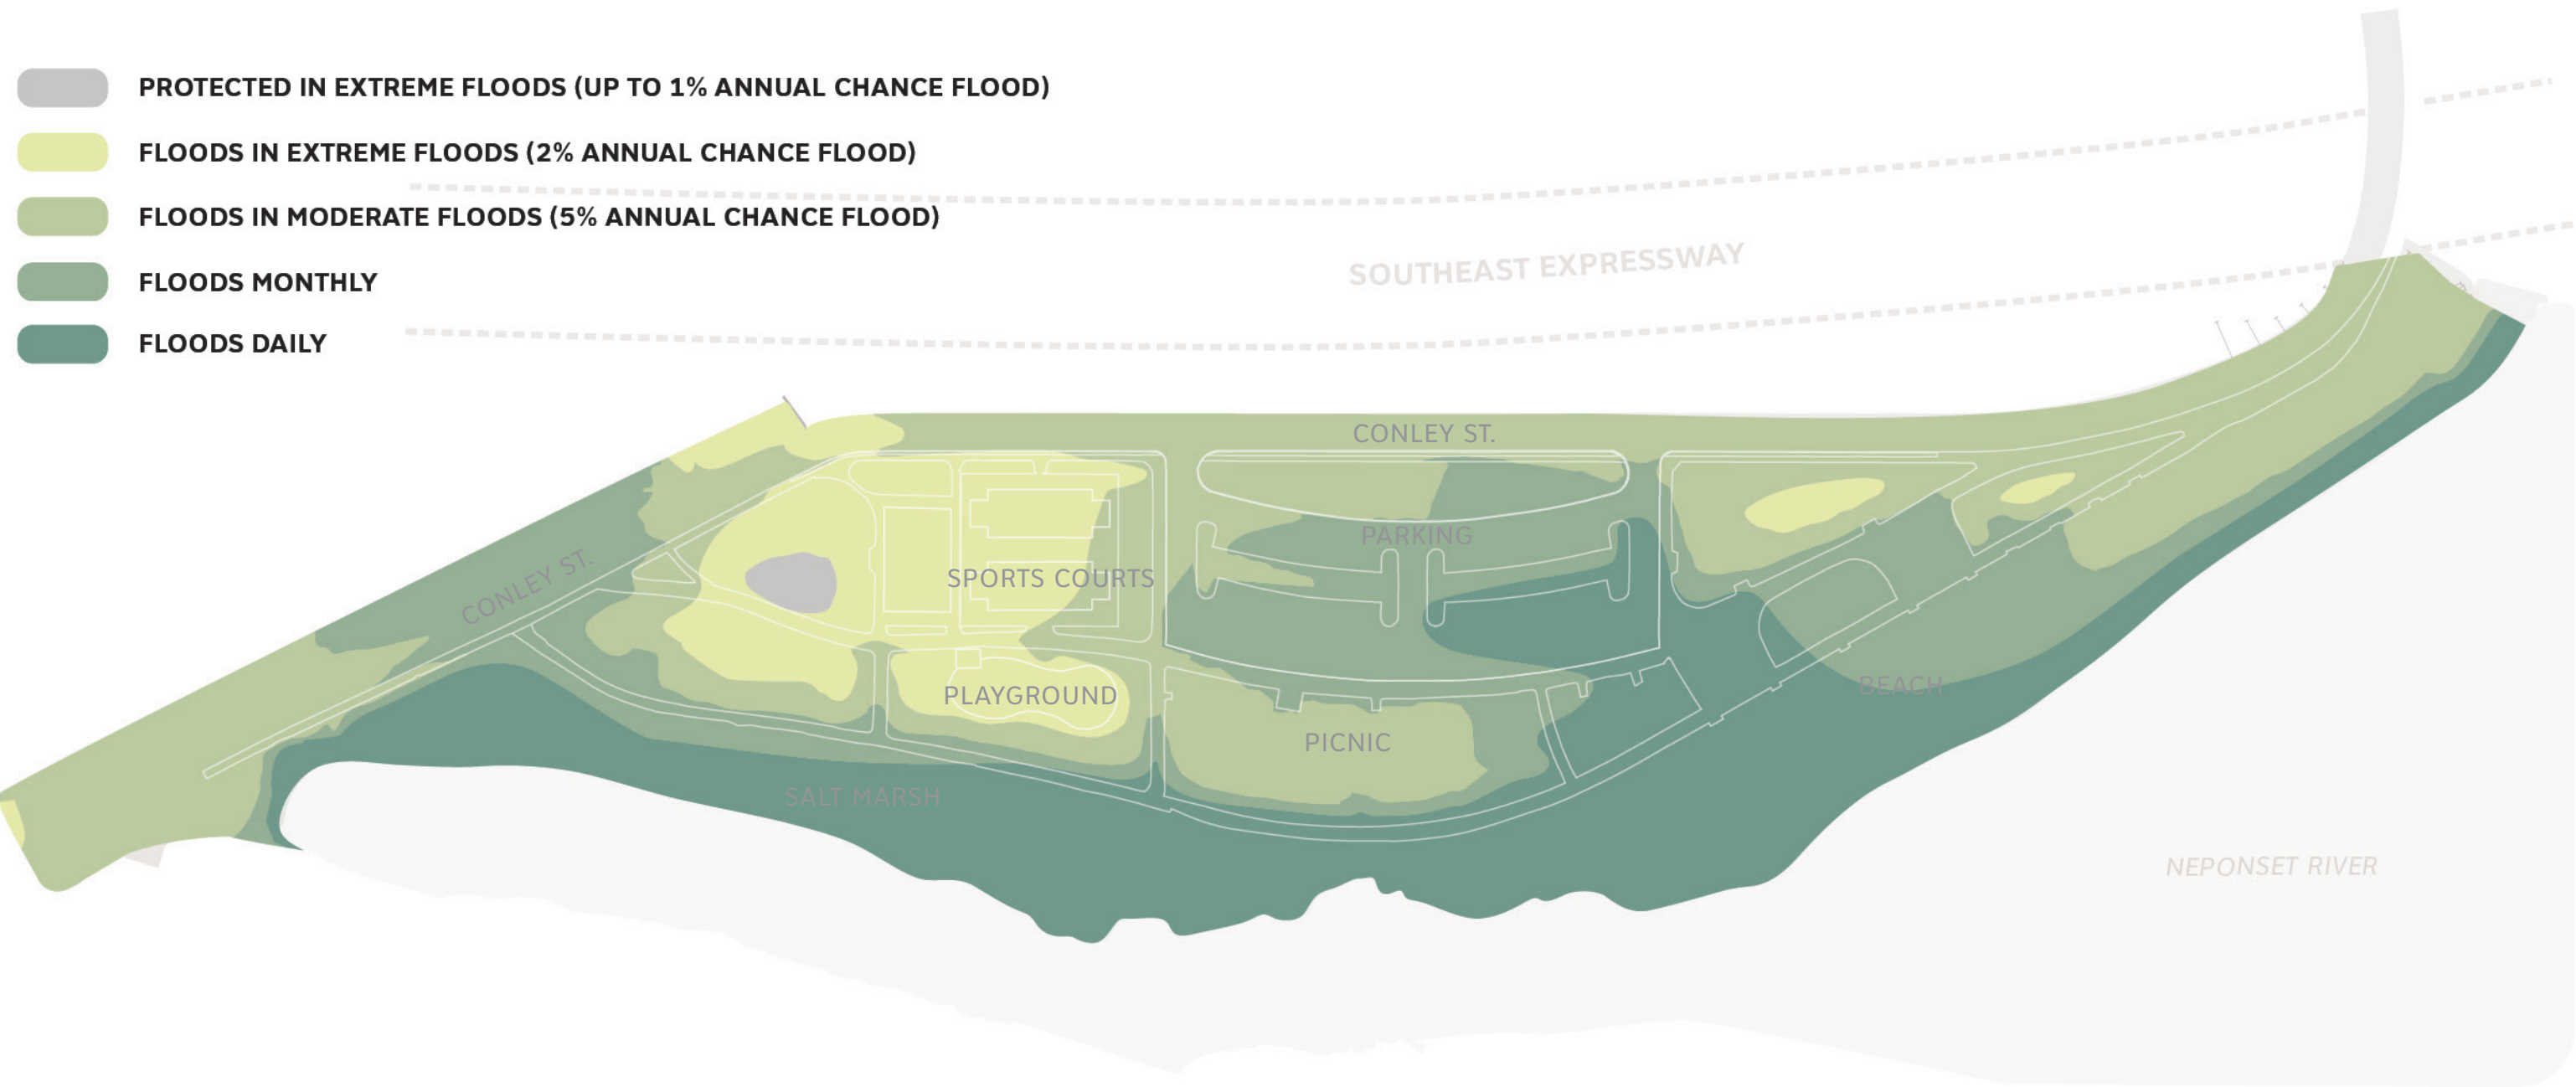 PROTECTED IN EXTREME FLOODS (UP TO 1% ANNUAL CHANCE FLOOD)
FLOODS IN EXTREME FLOODS (2% ANNUAL CHANCE FLOOD)
FLOODS IN MODERATE FLOODS (5% ANNUAL CHANCE FLOOD)
FLOODS MONTHLY
FLOODS DAILY
SOUTHEAST EXPRESSWAY
CONLEY ST.
PARKING
CONLEY ST.
SPORTS COURTS
PLAYGROUND
BEACH
PICNIC
SALT MARSH
NEPONSET RIVER